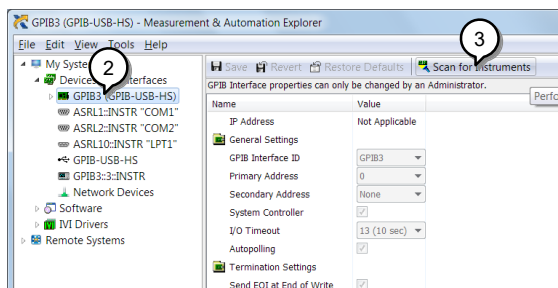 GPIB3 (GPIB-USB-HS) - Measurement & Automation Explorer
File Edit View Tools Help
3
2
My System
Save Revert Restore Defaults Scan for Instruments
Devices Interfaces
GPIB Interface properties can only be changed by an Administrator.
Perfo
GPIB3 (GPIB-USB-HS)
Name Value
ASRL1::INSTR "COM1"
IP Address Not Applicable
ASRL2::INSTR "COM2"
General Settings
ASRL10::INSTR "LPT1"
GPIB Interface ID GPIB3
GPIB-USB-HS
Primary Address 0
GPIB3::3::INSTR
Secondary Address None
Network Devices
System Controller
Software
I/O Timeout 13 (10 sec)
IVI Drivers
Autopolling
Remote Systems
Termination Settings
Send EOI at End of Write